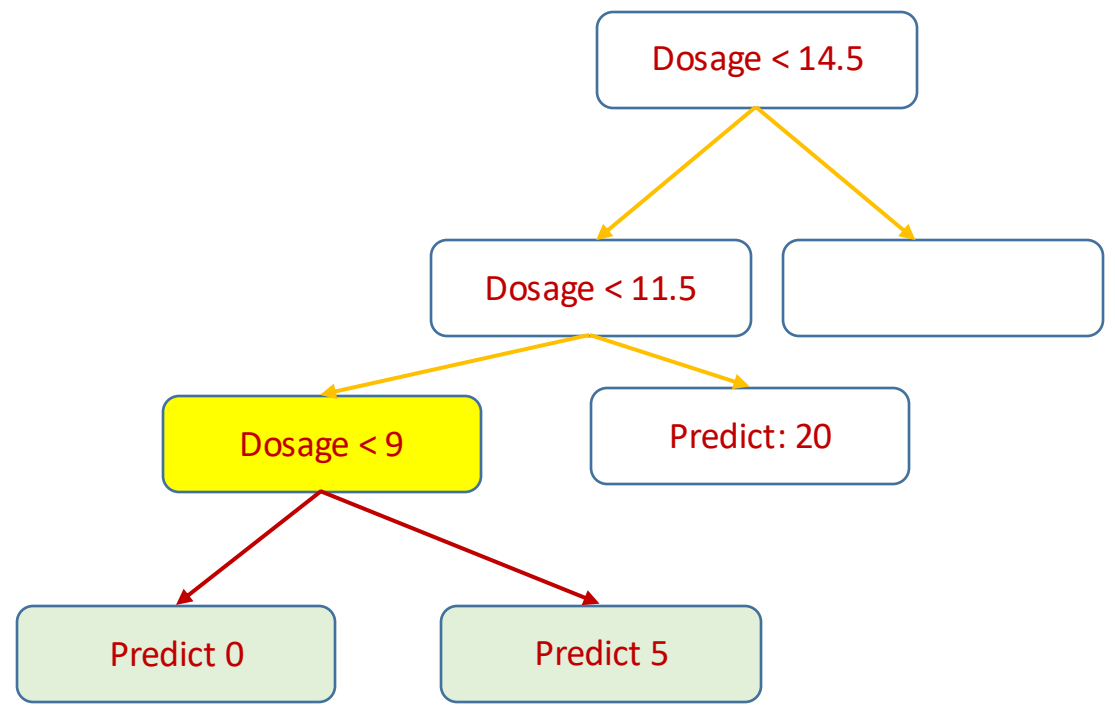 Dosage < 14.5
Dosage < 11.5
Dosage < 9
Predict: 20
Predict 0
Predict 5